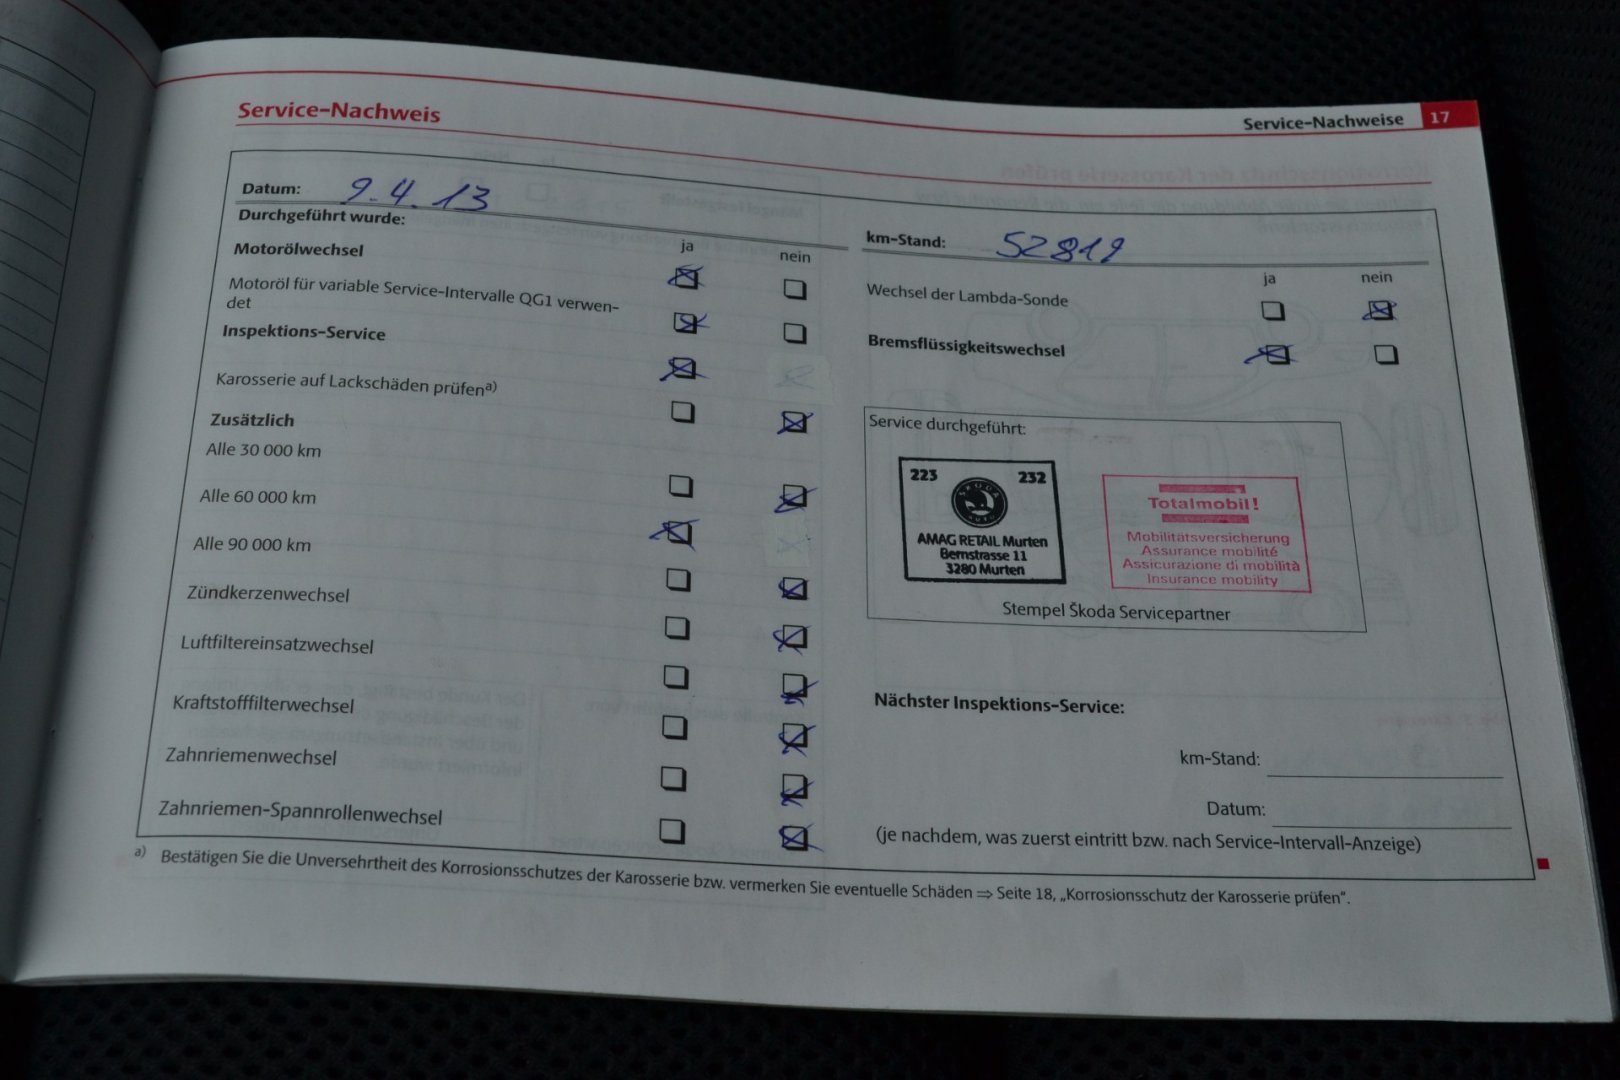 Service-Nachweis
Service-Nachweise 17
Datum: 9.4.13
km-Stand: 52819
Durchgeführt wurde:
ja nein
Motorölwechsel
Motoröl für variable Service-Intervalle QG1 verwen-
det
Inspektions-Service
Karosserie auf Lackschäden prüfen a)
Zusätzlich
Alle 30 000 km
Alle 60 000 km
Alle 90 000 km
Zündkerzenwechsel
Luftfiltereinsatzwechsel
Kraftstofffilterwechsel
Zahnriemenwechsel
Zahnriemen-Spannrollenwechsel
ja nein
Wechsel der Lambda-Sonde
Bremsflüssigkeitswechsel
Service durchgeführt:
223 232
ŠKODA
AUTO
AMAG RETAIL Murten
Bernstrasse 11
3280 Murten
Totalmobil!
Mobilitätsversicherung
Assurance mobilité
Assicurazione di mobilità
Insurance mobility
Stempel Škoda Servicepartner
Nächster Inspektions-Service:
km-Stand:
Datum:
(je nachdem, was zuerst eintritt bzw. nach Service-Intervall-Anzeige)
a) Bestätigen Sie die Unversehrtheit des Korrosionsschutzes der Karosserie bzw. vermerken Sie eventuelle Schäden ⇒ Seite 18, „Korrosionsschutz der Karosserie prüfen“.